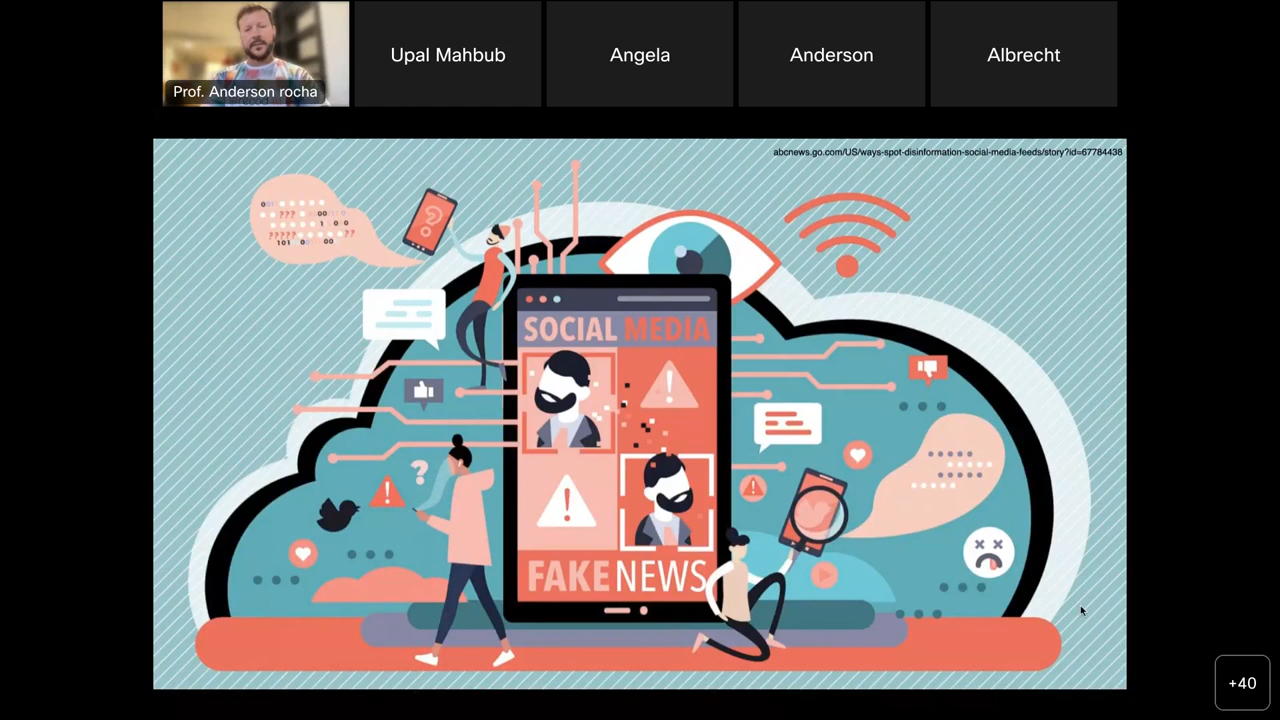 Prof. Anderson rocha
Upal Mahbub
Angela
Anderson
Albrecht
abcnews.go.com/US/ways-spot-disinformation-social-media-feeds/story?id=67784438
SOCIAL MEDIA
FAKE NEWS
+40